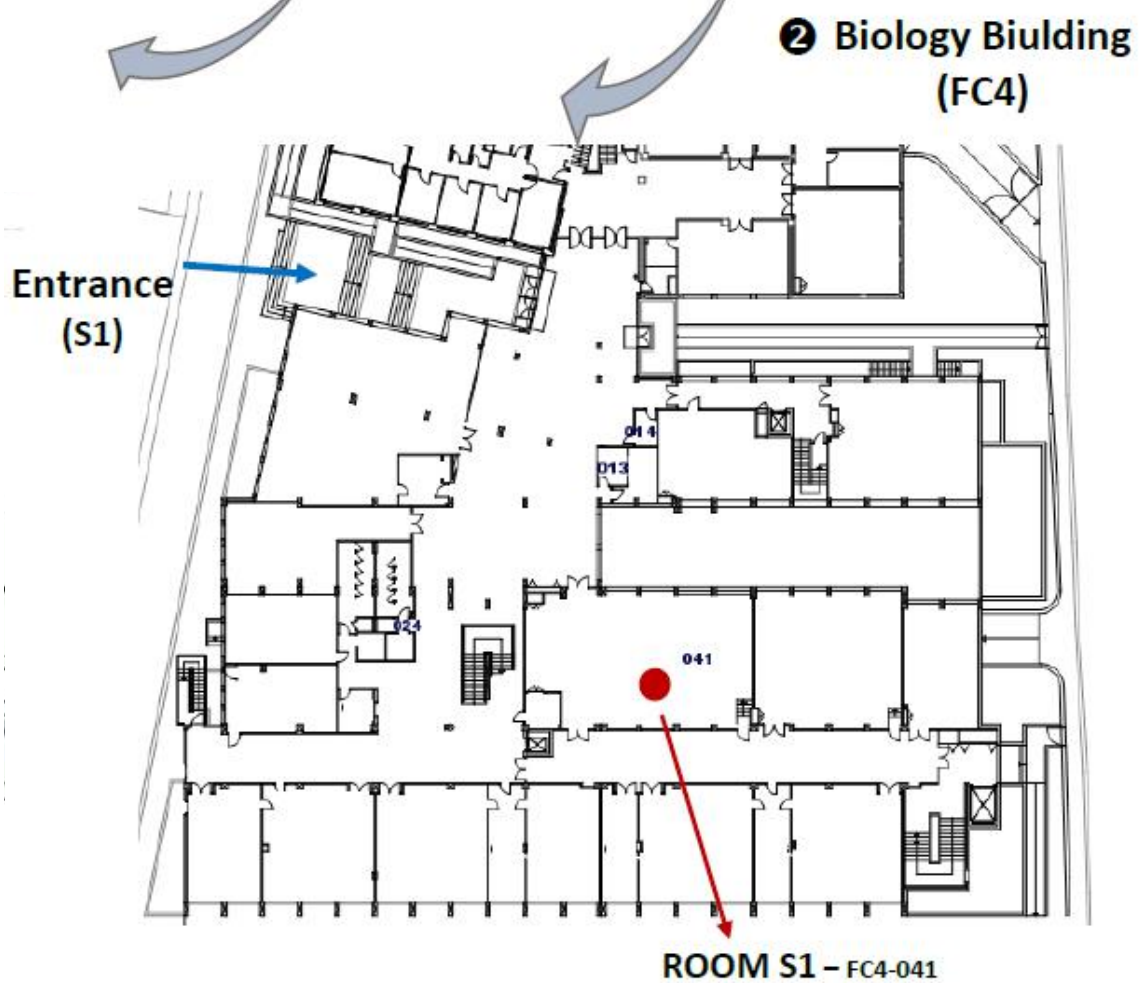 ❷ Biology Biulding
(FC4)
Entrance
(S1)
014
013
024
041
ROOM S1 – FC4-041